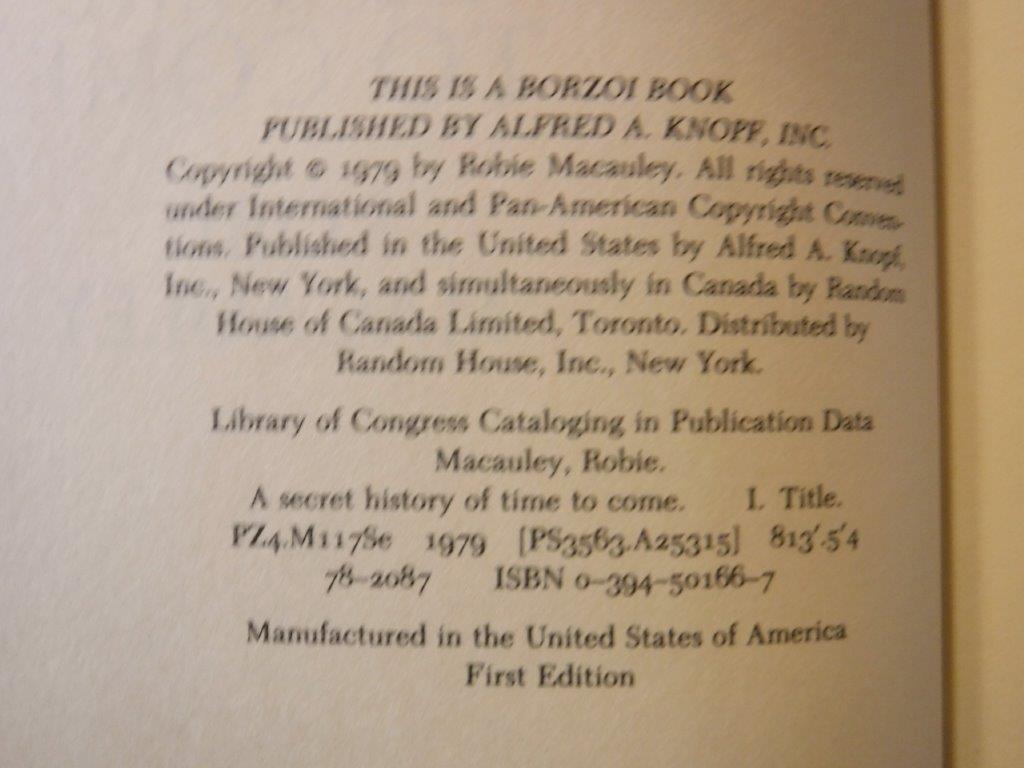 THIS IS A BORZOI BOOK
PUBLISHED BY ALFRED A. KNOPF, INC.
Copyright © 1979 by Robie Macauley. All rights reserved
under International and Pan-American Copyright Conven-
tions. Published in the United States by Alfred A. Knopf,
Inc., New York, and simultaneously in Canada by Random
House of Canada Limited, Toronto. Distributed by
Random House, Inc., New York.
Library of Congress Cataloging in Publication Data
Macauley, Robie.
A secret history of time to come. I. Title.
PZ4.M117Se 1979 [PS3563.A25315] 813'.5'4
78-2087 ISBN 0-394-50166-7
Manufactured in the United States of America
First Edition